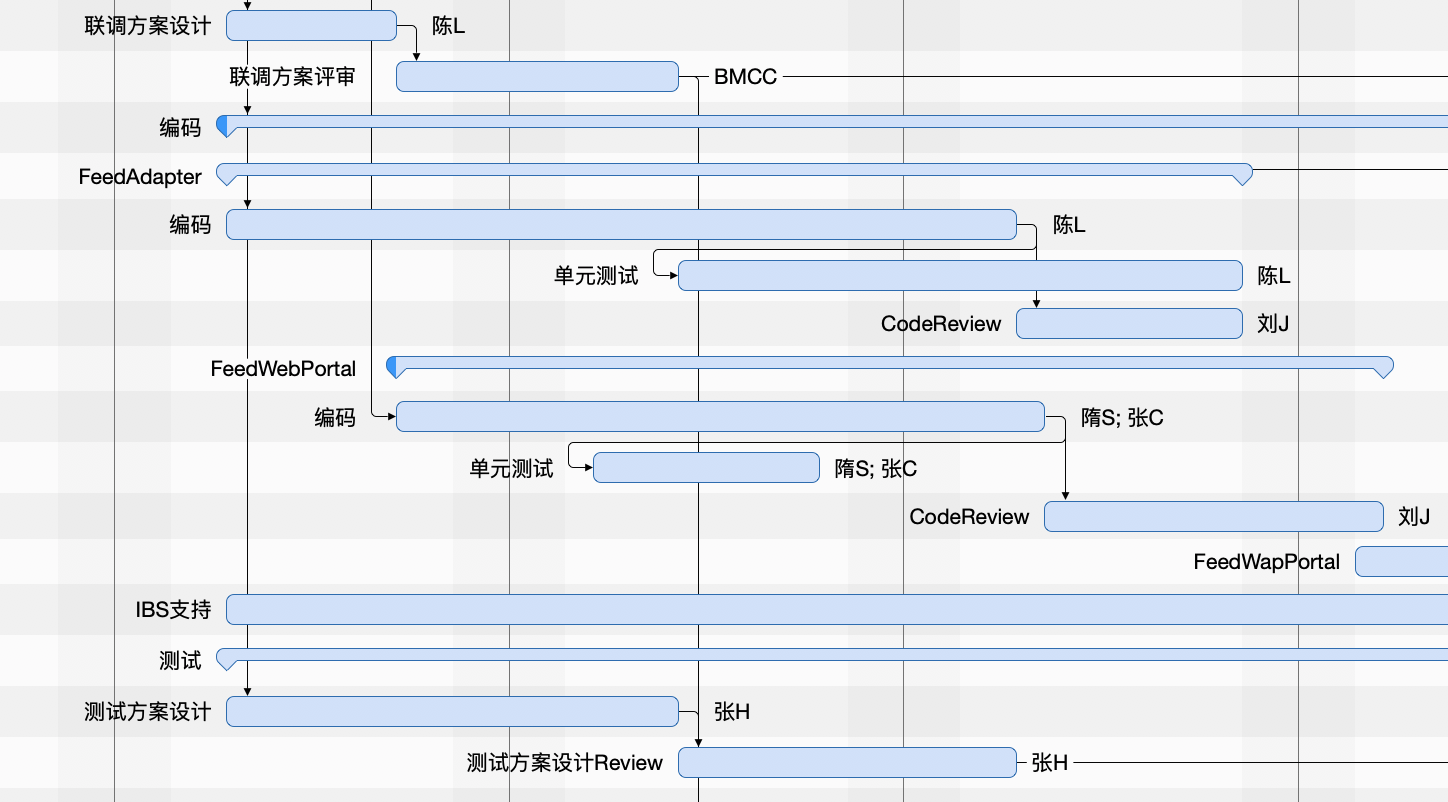 联调方案设计 陈L
联调方案评审 BMCC
编码
FeedAdapter
编码 陈L
单元测试 陈L
CodeReview 刘J
FeedWebPortal
编码 隋S; 张C
单元测试 隋S; 张C
CodeReview 刘J
FeedWapPortal
IBS支持
测试
测试方案设计 张H
测试方案设计Review 张H